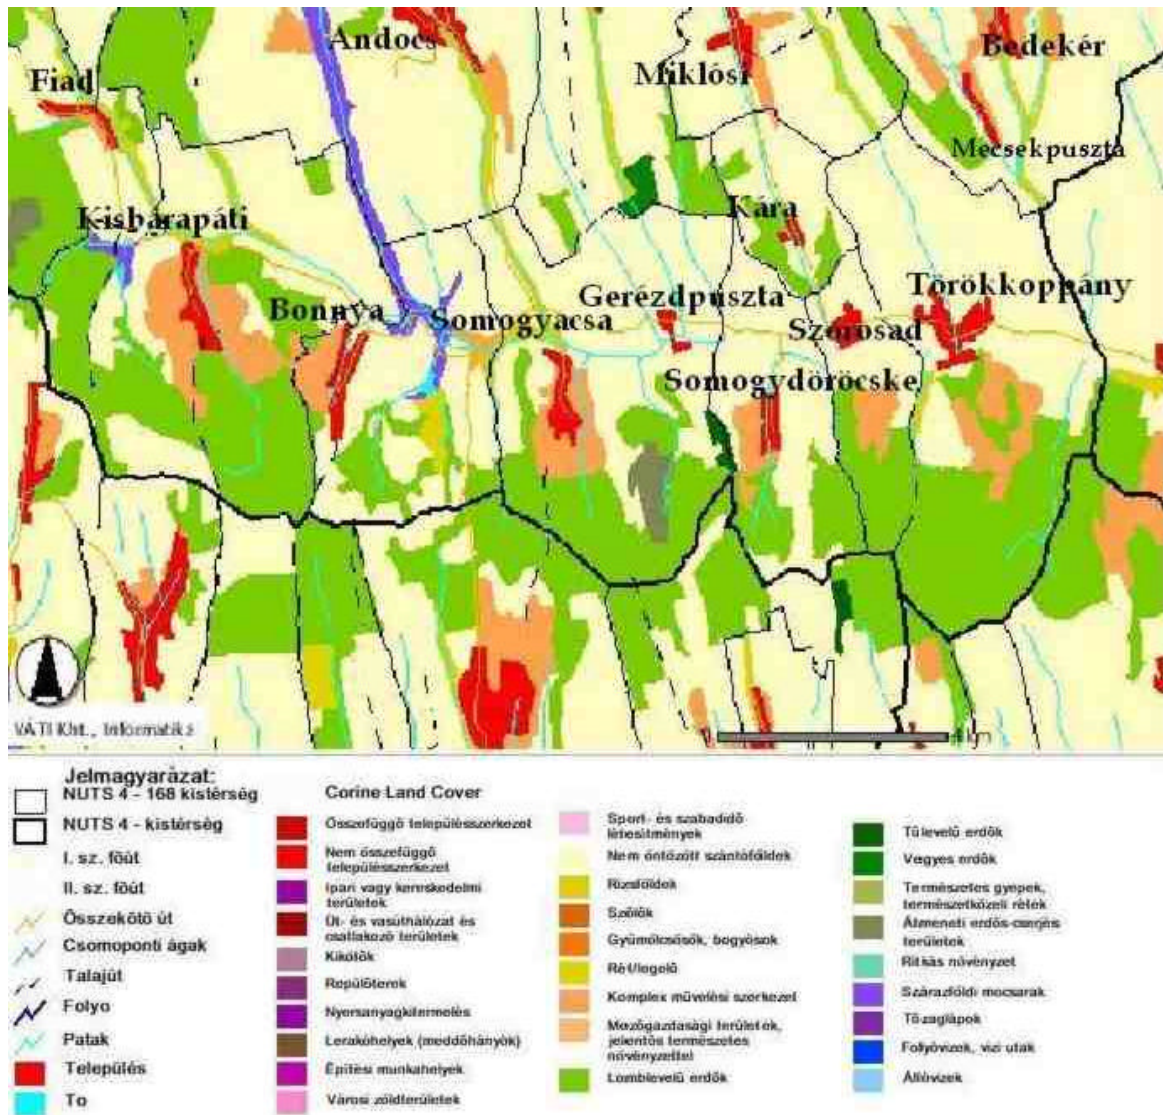 Andocs
Bedekér
Miklósi
Fiad
Mecsekpuszta
Kára
Kisbárapáti
Törökkoppány
Gerézdpuszta
Bonnya
Somogyacsa
Szorosad
Somogydöröcske
VÁTI Kht., Informatika
4 km
Jelmagyarázat:
NUTS 4 - 168 kistérség
NUTS 4 - kistérség
I. sz. főút
II. sz. főút
Összekötő út
Csomoponti ágak
Talajút
Folyo
Patak
Település
To
Corine Land Cover
Összefüggő településszerkezet
Nem összefüggő
településszerkezet
Ipari vagy kereskedelmi
területek
Út- és vasúthálózat és
csatlakozó területek
Kikötők
Repülőterek
Nyersanyagkitermelés
Lerakóhelyek (meddőhányók)
Építési munkahelyek
Városi zöldterületek
Sport- és szabadidő
létesítmények
Nem öntözött szántóföldek
Rizsföldek
Szőlők
Gyümölcsösök, bogyósok
Rét/legelő
Komplex művelési szerkezet
Mezőgazdasági területek,
jelentős természetes
növényzettel
Lomblevelű erdők
Tűlevelű erdők
Vegyes erdők
Természetes gyepek,
természetközeli rétek
Átmeneti erdős-cserjés
területek
Ritkás növényzet
Szárazföldi mocsarak
Tőzeglápok
Folyóvizek, vizi utak
Állóvizek